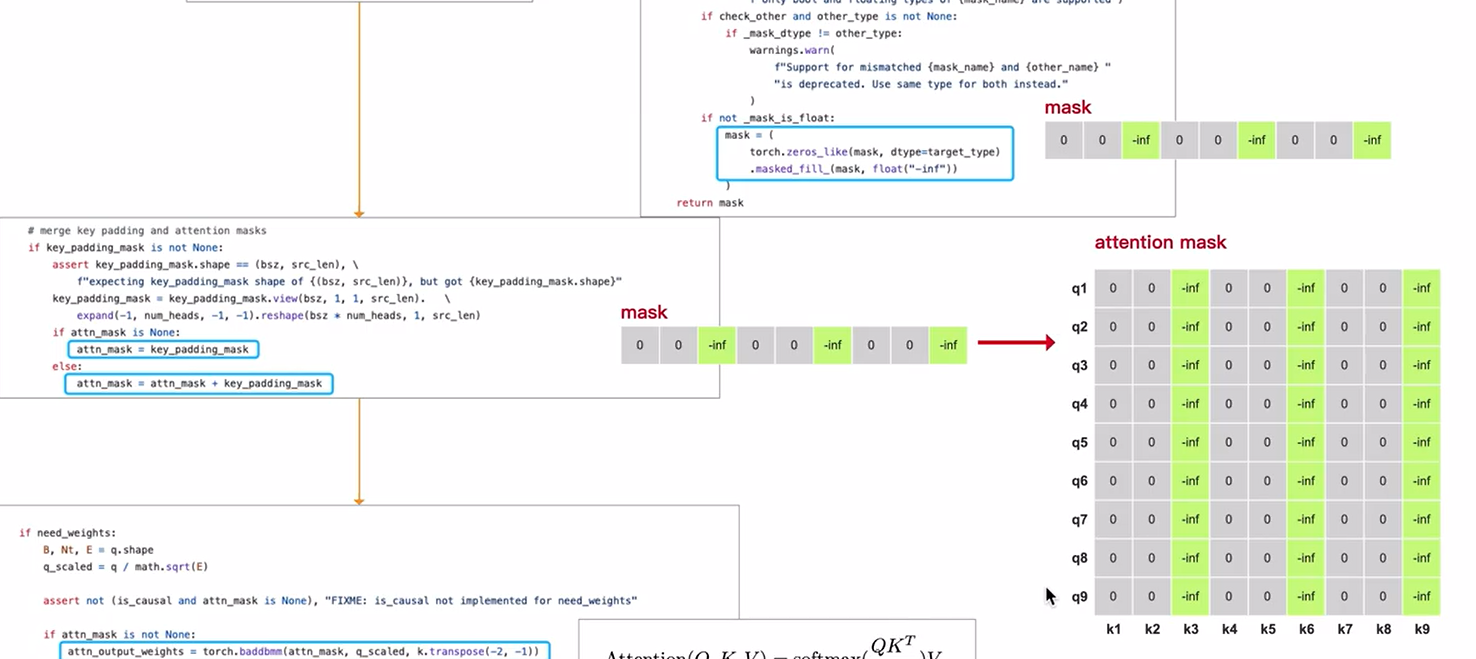 f"only bool and floating types of {mask_name} are supported")
if check_other and other_type is not None:
if _mask_dtype != other_type:
warnings.warn(
f"Support for mismatched {mask_name} and {other_name} "
"is deprecated. Use same type for both instead."
)
if not _mask_is_float:
mask = (
torch.zeros_like(mask, dtype=target_type)
.masked_fill_(mask, float("-inf"))
)
return mask
mask
0 0 -inf 0 0 -inf 0 0 -inf
# merge key padding and attention masks
if key_padding_mask is not None:
assert key_padding_mask.shape == (bsz, src_len), \
f"expecting key_padding_mask shape of {(bsz, src_len)}, but got {key_padding_mask.shape}"
key_padding_mask = key_padding_mask.view(bsz, 1, 1, src_len). \
expand(-1, num_heads, -1, -1).reshape(bsz * num_heads, 1, src_len)
if attn_mask is None:
attn_mask = key_padding_mask
else:
attn_mask = attn_mask + key_padding_mask
mask
0 0 -inf 0 0 -inf 0 0 -inf
attention mask
q1 0 0 -inf 0 0 -inf 0 0 -inf
q2 0 0 -inf 0 0 -inf 0 0 -inf
q3 0 0 -inf 0 0 -inf 0 0 -inf
q4 0 0 -inf 0 0 -inf 0 0 -inf
q5 0 0 -inf 0 0 -inf 0 0 -inf
q6 0 0 -inf 0 0 -inf 0 0 -inf
q7 0 0 -inf 0 0 -inf 0 0 -inf
q8 0 0 -inf 0 0 -inf 0 0 -inf
q9 0 0 -inf 0 0 -inf 0 0 -inf
k1 k2 k3 k4 k5 k6 k7 k8 k9
if need_weights:
B, Nt, E = q.shape
q_scaled = q / math.sqrt(E)
assert not (is_causal and attn_mask is None), "FIXME: is_causal not implemented for need_weights"
if attn_mask is not None:
attn_output_weights = torch.baddbmm(attn_mask, q_scaled, k.transpose(-2, -1))
Attention(Q, K, V) = softmax(QK^T)V